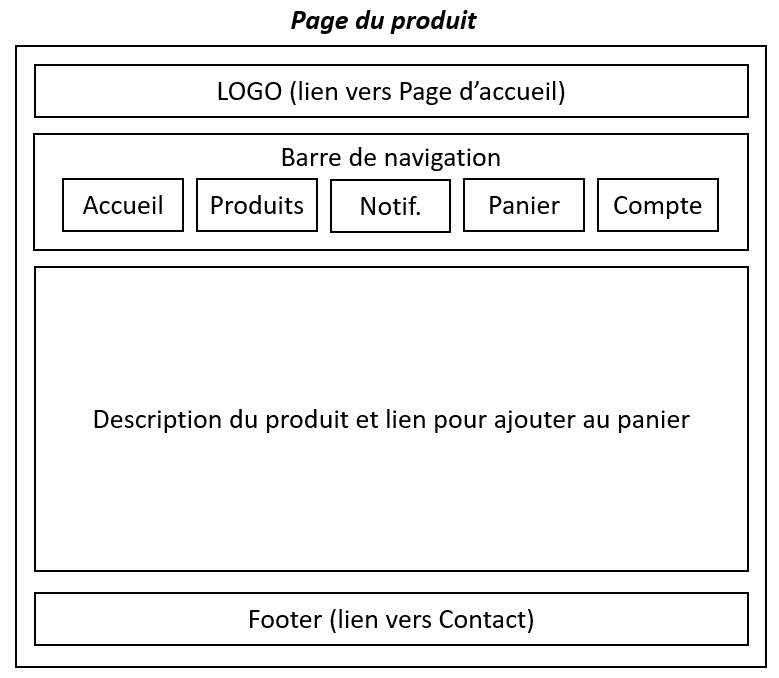 Page du produit
LOGO (lien vers Page d’accueil)
Barre de navigation
Accueil
Produits
Notif.
Panier
Compte
Description du produit et lien pour ajouter au panier
Footer (lien vers Contact)